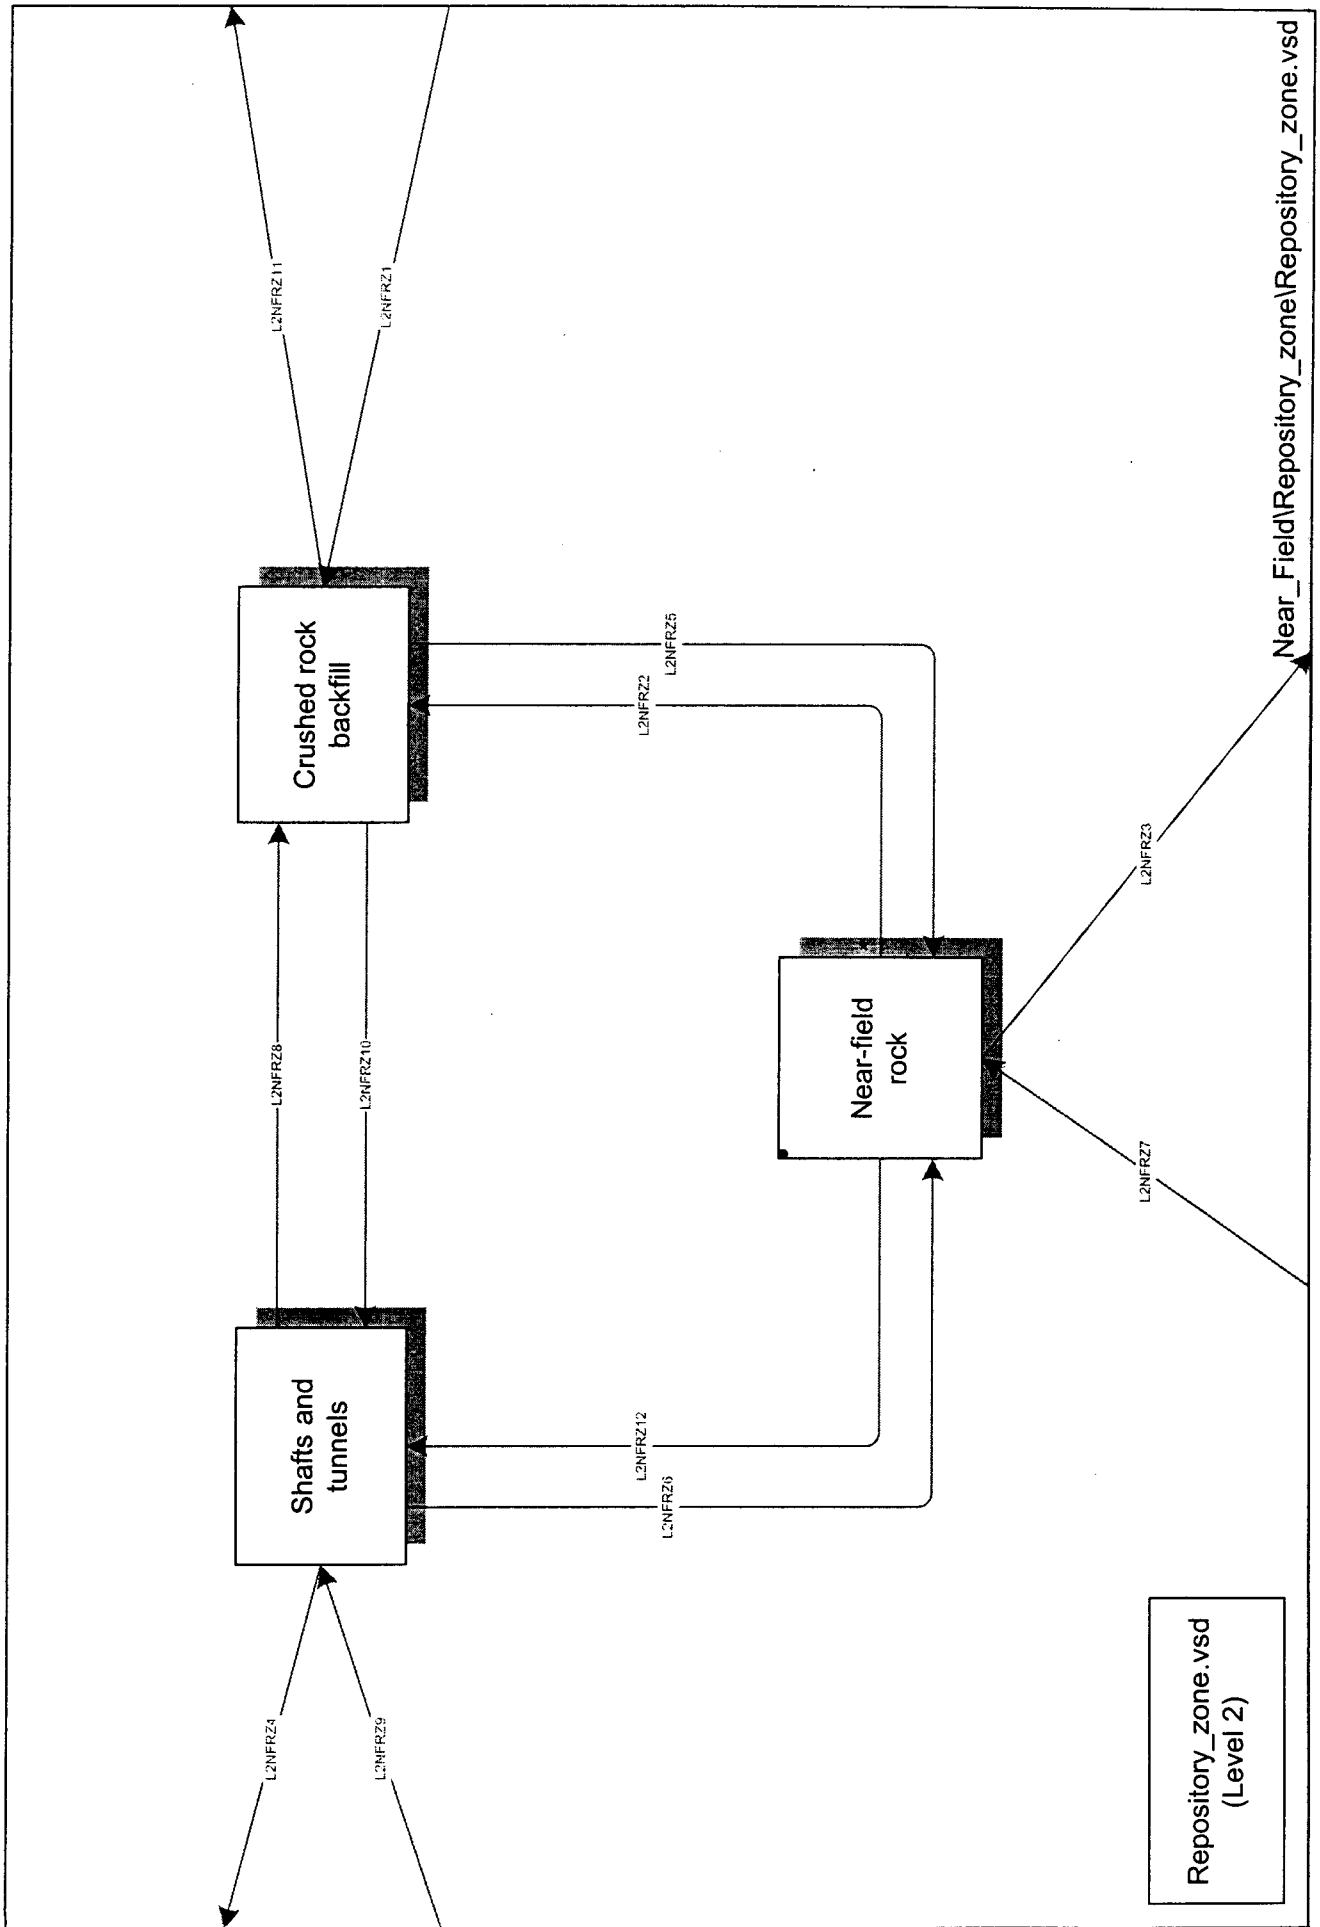 L2NFRZ4
L2NFRZ9
Shafts and
tunnels
L2NFRZ8
L2NFRZ10
Crushed rock
backfill
L2NFRZ11
L2NFRZ1
L2NFRZ12
L2NFRZ6
L2NFRZ2
L2NFRZ5
Near-field
rock
L2NFRZ7
L2NFRZ3
Repository_zone.vsd
(Level 2)
Near_Field\Repository_zone\Repository_zone.vsd